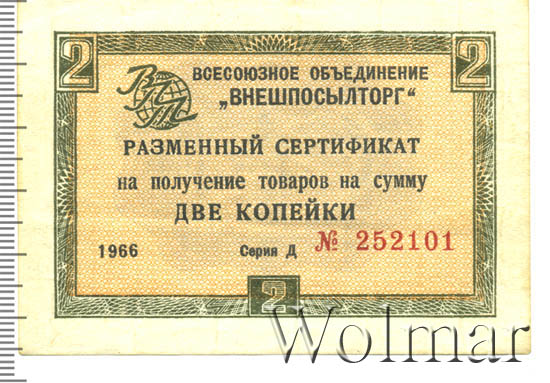 2 2
ВПТ
ВСЕСОЮЗНОЕ ОБЪЕДИНЕНИЕ
„ВНЕШПОСЫЛТОРГ“
РАЗМЕННЫЙ СЕРТИФИКАТ
на получение товаров на сумму
ДВЕ КОПЕЙКИ
1966 Серия Д № 252101
2
Wolmar